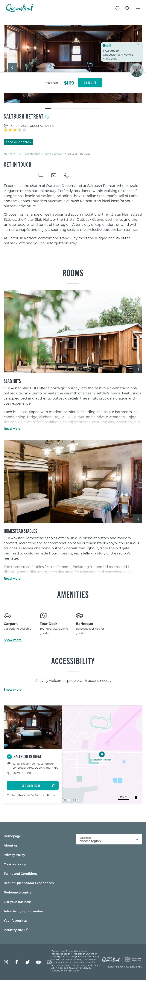 Queensland
Bunji
Welcome to
Queensland! ☀ How can
I help you?
Price from
$169
GO TO SITE
SALTBUSH RETREAT
LONGREACH, LONGREACH AREA
ACCOMMODATION
Home > Plan Your Holiday > Where to Stay > Saltbush Retreat
GET IN TOUCH
Experience the charm of Outback Queensland at Saltbush Retreat, where rustic
elegance meets natural beauty. Perfectly positioned within walking distance of
Longreach’s iconic attractions, including the Australian Stockman’s Hall of Fame
and the Qantas Founders Museum, Saltbush Retreat is an ideal base for your
outback adventure.
Choose from a range of well-appointed accommodations: the 4.5-star Homestead
Stables, the 4-star Slab Huts, or the 3.5-star Outback Cabins, each reflecting the
unique textures and tones of the region. After a day of exploration, unwind with
sunset canapés and enjoy a soothing soak at the exclusive outdoor bath terrace.
At Saltbush Retreat, comfort and tranquility meet the rugged beauty of the
outback, offering you an unforgettable stay.
ROOMS
+3
SLAB HUTS
Our 4-star Slab Huts offer a nostalgic journey into the past, built with traditional
outback techniques to recreate the warmth of an early settler’s home. Featuring a
canopied bed and authentic outback details, these huts provide a unique and
cozy experience.
Each hut is equipped with modern comforts including an ensuite bathroom, air-
conditioning, fridge, kitchenette, TV, DVD player, and a private verandah. Enjoy
the convenience of free parking in an adjacent area, ensuring easy access to your
Read More
+5
HOMESTEAD STABLES
Our 4.5-star Homestead Stables offer a unique blend of history and modern
comfort, recreating the accommodation of an outback stable-boy with luxurious
touches. Discover charming outback details throughout, from the old gate
bedhead to custom-made trough basins, each telling a story of the region's
heritage.
The Homestead Stables feature 9 rooms, including 8 standard rooms and 1
disability-accessible room, each designed for relaxation and convenience. All
Read More
AMENITIES
Carpark
Car parking available
Tour Desk
Tour desk available to
guests
Barbeque
Barbecue facilities for
guests
Show more
ACCESSIBILITY
Actively welcomes people with access needs.
Show more
SALTBUSH RETREAT
63-65 Ilfracombe Rd, Longreach,
Longreach Area, Queensland, 4730
+61 74658 3811
GET DIRECTIONS
Content Provided By Saltbush Retreat
Saltbush Retreat
mapbox
500 m
Homepage
About us
Privacy Policy
Cookies policy
Terms and Conditions
Best of Queensland Experiences
Preference centre
List your business
Advertising opportunities
Your favourites
Industry site
Language
choose region
Tourism and Events Queensland
acknowledges the Traditional Owners of
Country and we recognise their continuing
connection to land, waters, culture and
community. We pay our respect to Elders
past and present, and we value and respect
Aboriginal and Torres Strait Islander
cultures in all that we do.
Queensland
Queensland
Government
Tourism & Events Queensland ©